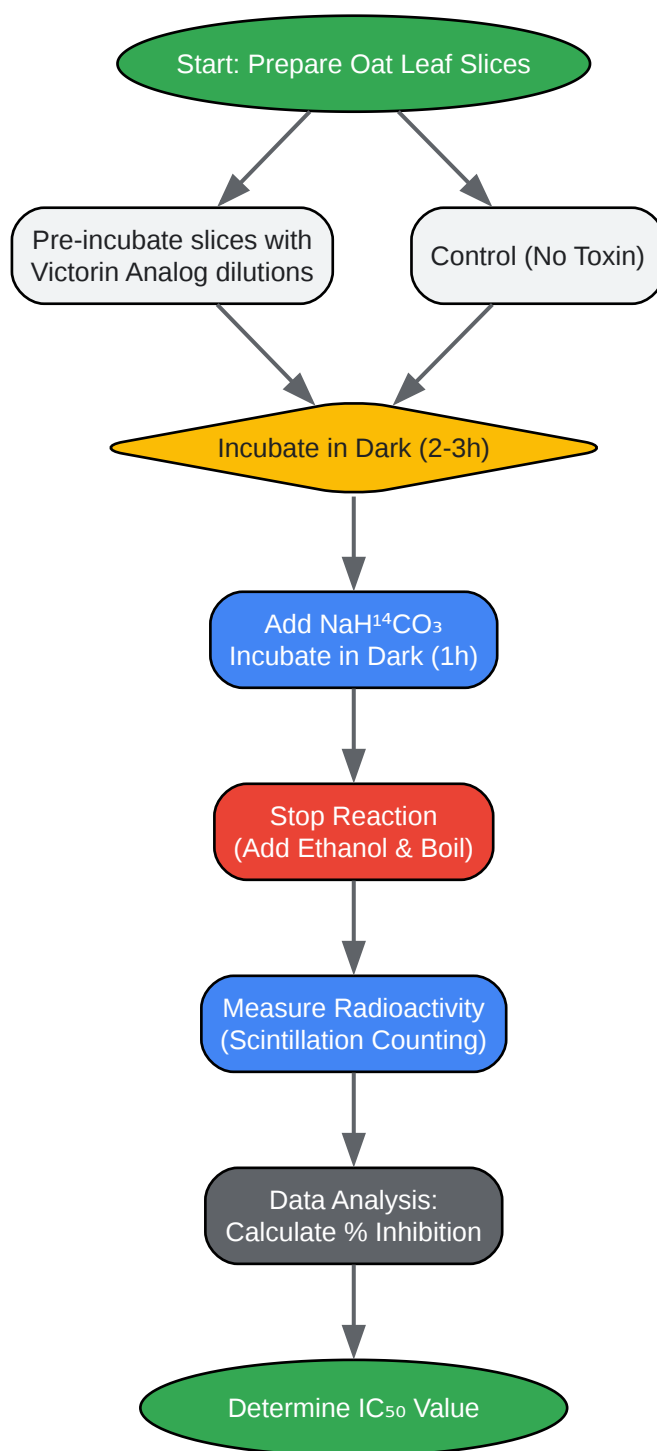 Start: Prepare Oat Leaf Slices
Pre-incubate slices with
Victorin Analog dilutions
Control (No Toxin)
Incubate in Dark (2-3h)
Add NaH¹⁴CO₃
Incubate in Dark (1h)
Stop Reaction
(Add Ethanol & Boil)
Measure Radioactivity
(Scintillation Counting)
Data Analysis:
Calculate % Inhibition
Determine IC₅₀ Value